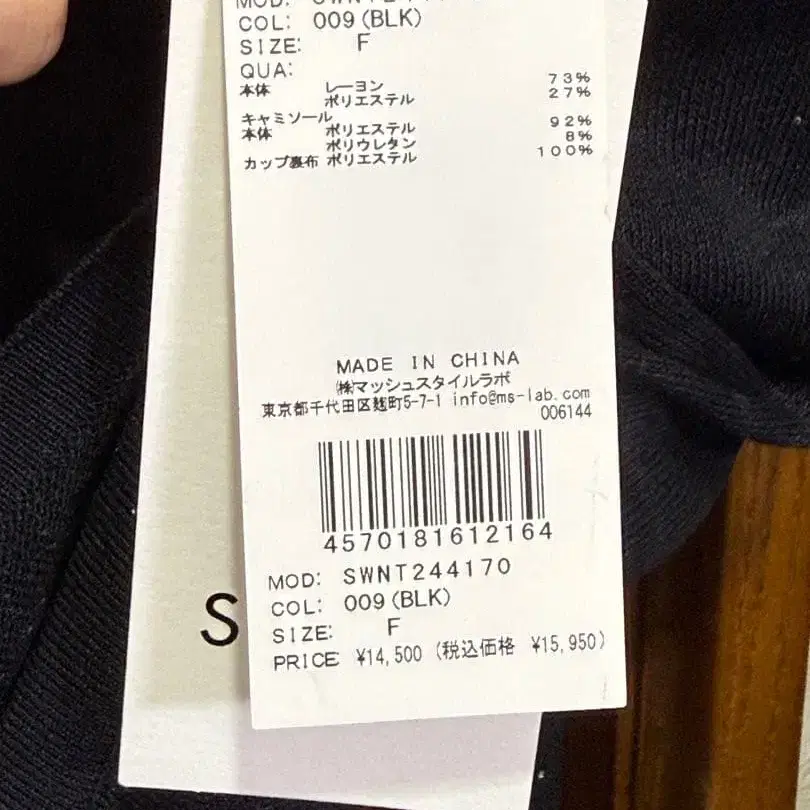 MOD: SWNT244170
COL: 009 (BLK)
SIZE: F
QUA:
本体 レーヨン 73%
ポリエステル 27%
キャミソール
本体 ポリエステル 92%
ポリウレタン 8%
カップ裏布 ポリエステル 100%
MADE IN CHINA
㈱マッシュスタイルラボ
東京都千代田区麹町5-7-1 info@ms-lab.com
006144
4570181612164
MOD: SWNT244170
COL: 009 (BLK)
SIZE: F
PRICE ¥14,500 (税込価格 ¥15,950)
S